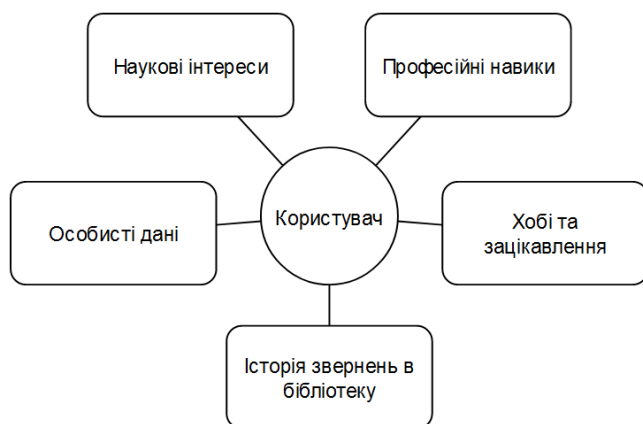 Наукові інтереси
Професійні навики
Особисті дані
Користувач
Хобі та
зацікавлення
Історія звернень в
бібліотеку